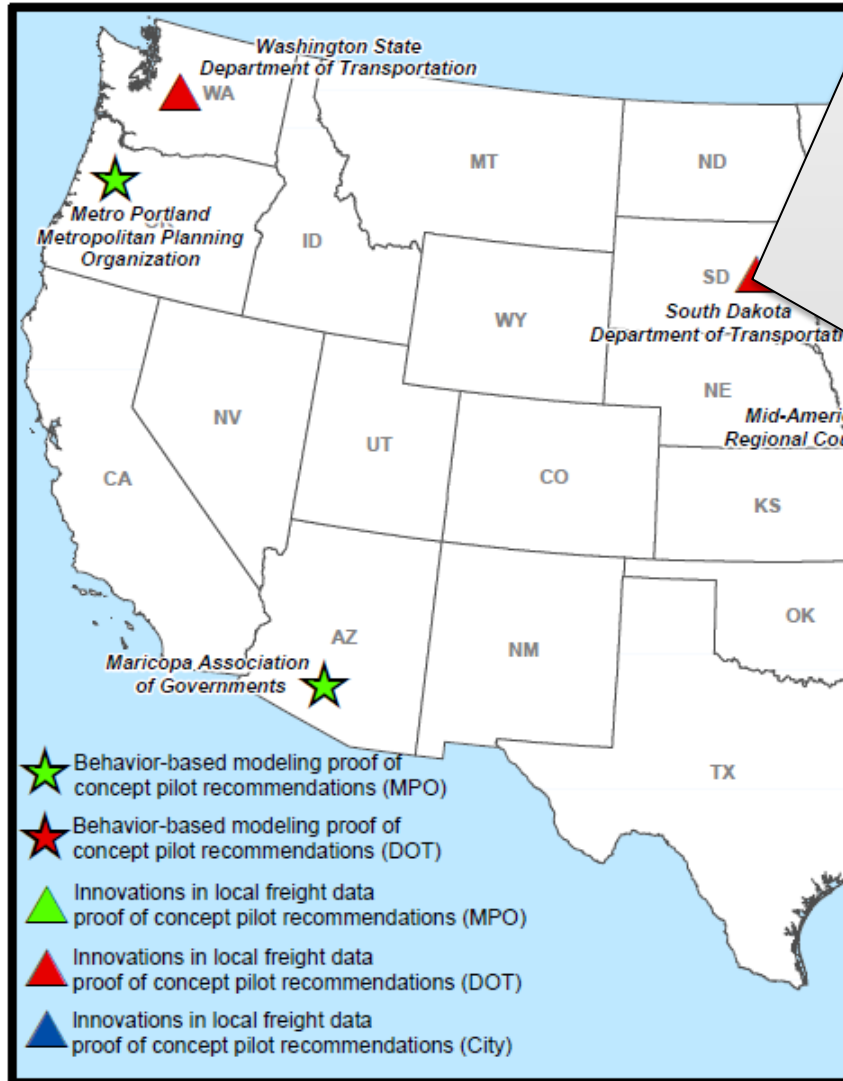 Washington State
Department of Transportation
WA
MT
ND
Metro Portland
Metropolitan Planning
Organization
ID
SD
South Dakota
WY
NE
Regional
NV
UT
CA
CO
KS
AZ
Maricopa Association
of Governments
NM
OK
TX
Department of
Behavior-based modeling proof of
concept pilot recommendations (MPO)
Behavior-based modeling proof of
concept pilot recommendations (DOT)
Innovations in local freight data
proof of concept pilot recommendations (MPO)
Innovations in local freight data
proof of concept pilot recommendations (DOT)
Innovations in local freight data
proof of concept pilot recommendations (City)